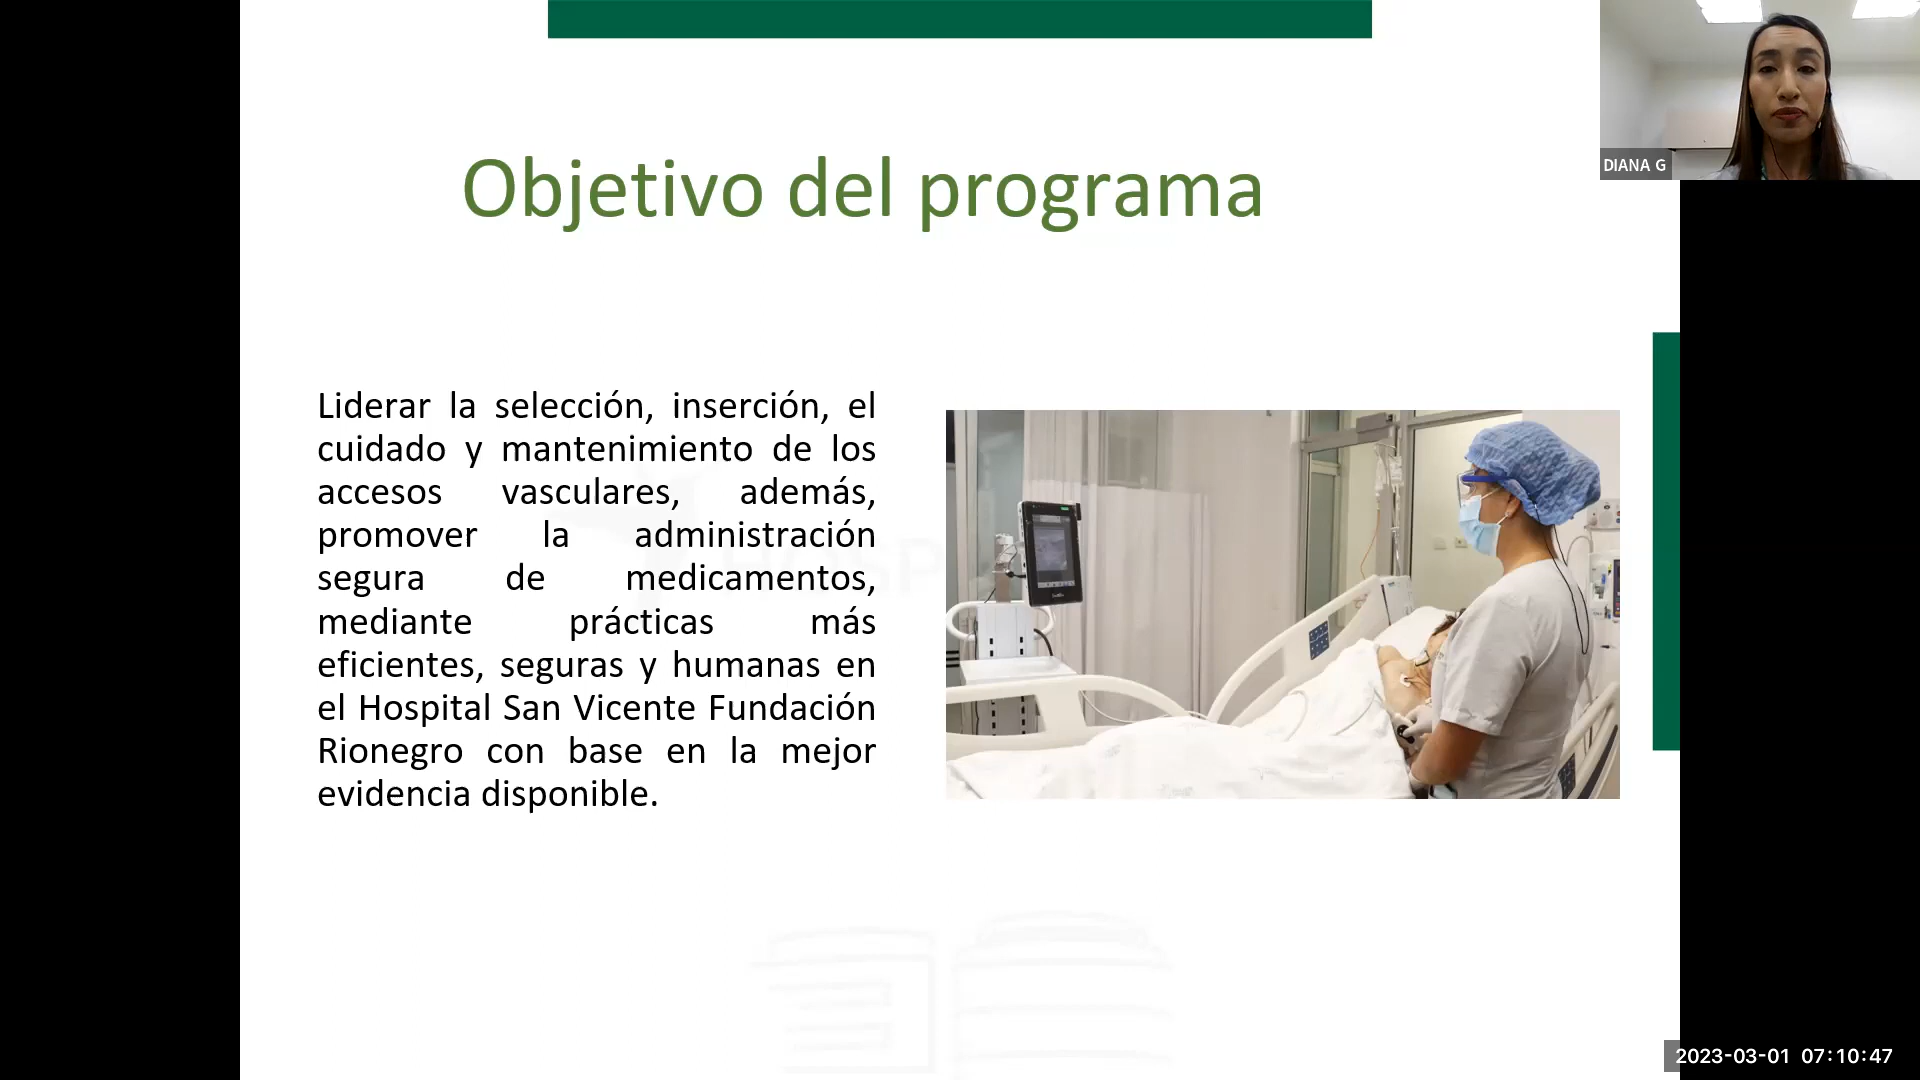 Objetivo del programa
Liderar la selección, inserción, el
cuidado y mantenimiento de los
accesos vasculares, además,
promover la administración
segura de medicamentos,
mediante prácticas más
eficientes, seguras y humanas en
el Hospital San Vicente Fundación
Rionegro con base en la mejor
evidencia disponible.
DIANA G
2023-03-01 07:10:47